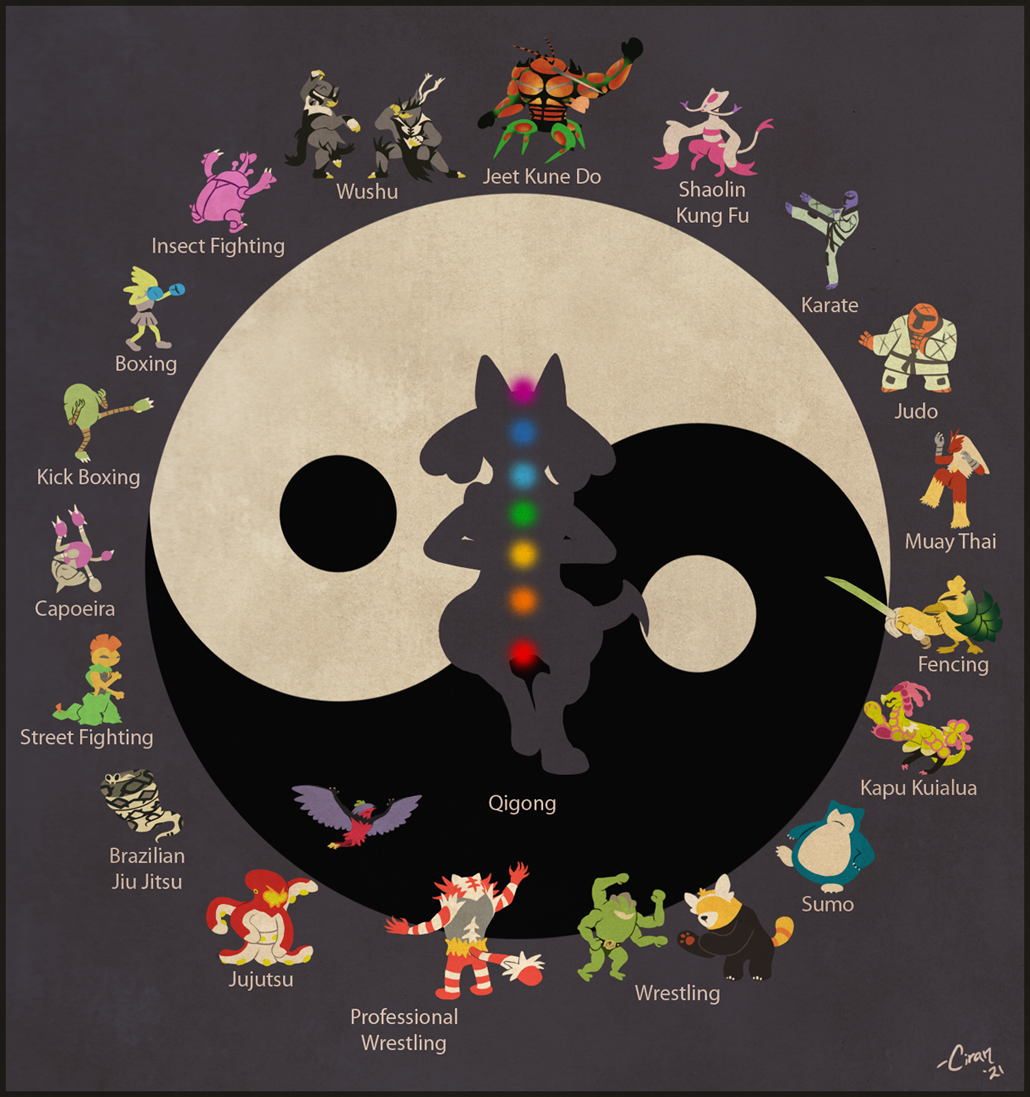 Jeet Kune Do
Wushu
Shaolin
Kung Fu
Insect Fighting
Karate
Boxing
Judo
Kick Boxing
Muay Thai
Capoeira
Fencing
Street Fighting
Kapu Kuialua
Qigong
Brazilian
Jiu Jitsu
Sumo
Jujutsu
Wrestling
Professional
Wrestling
-Ciran
'21